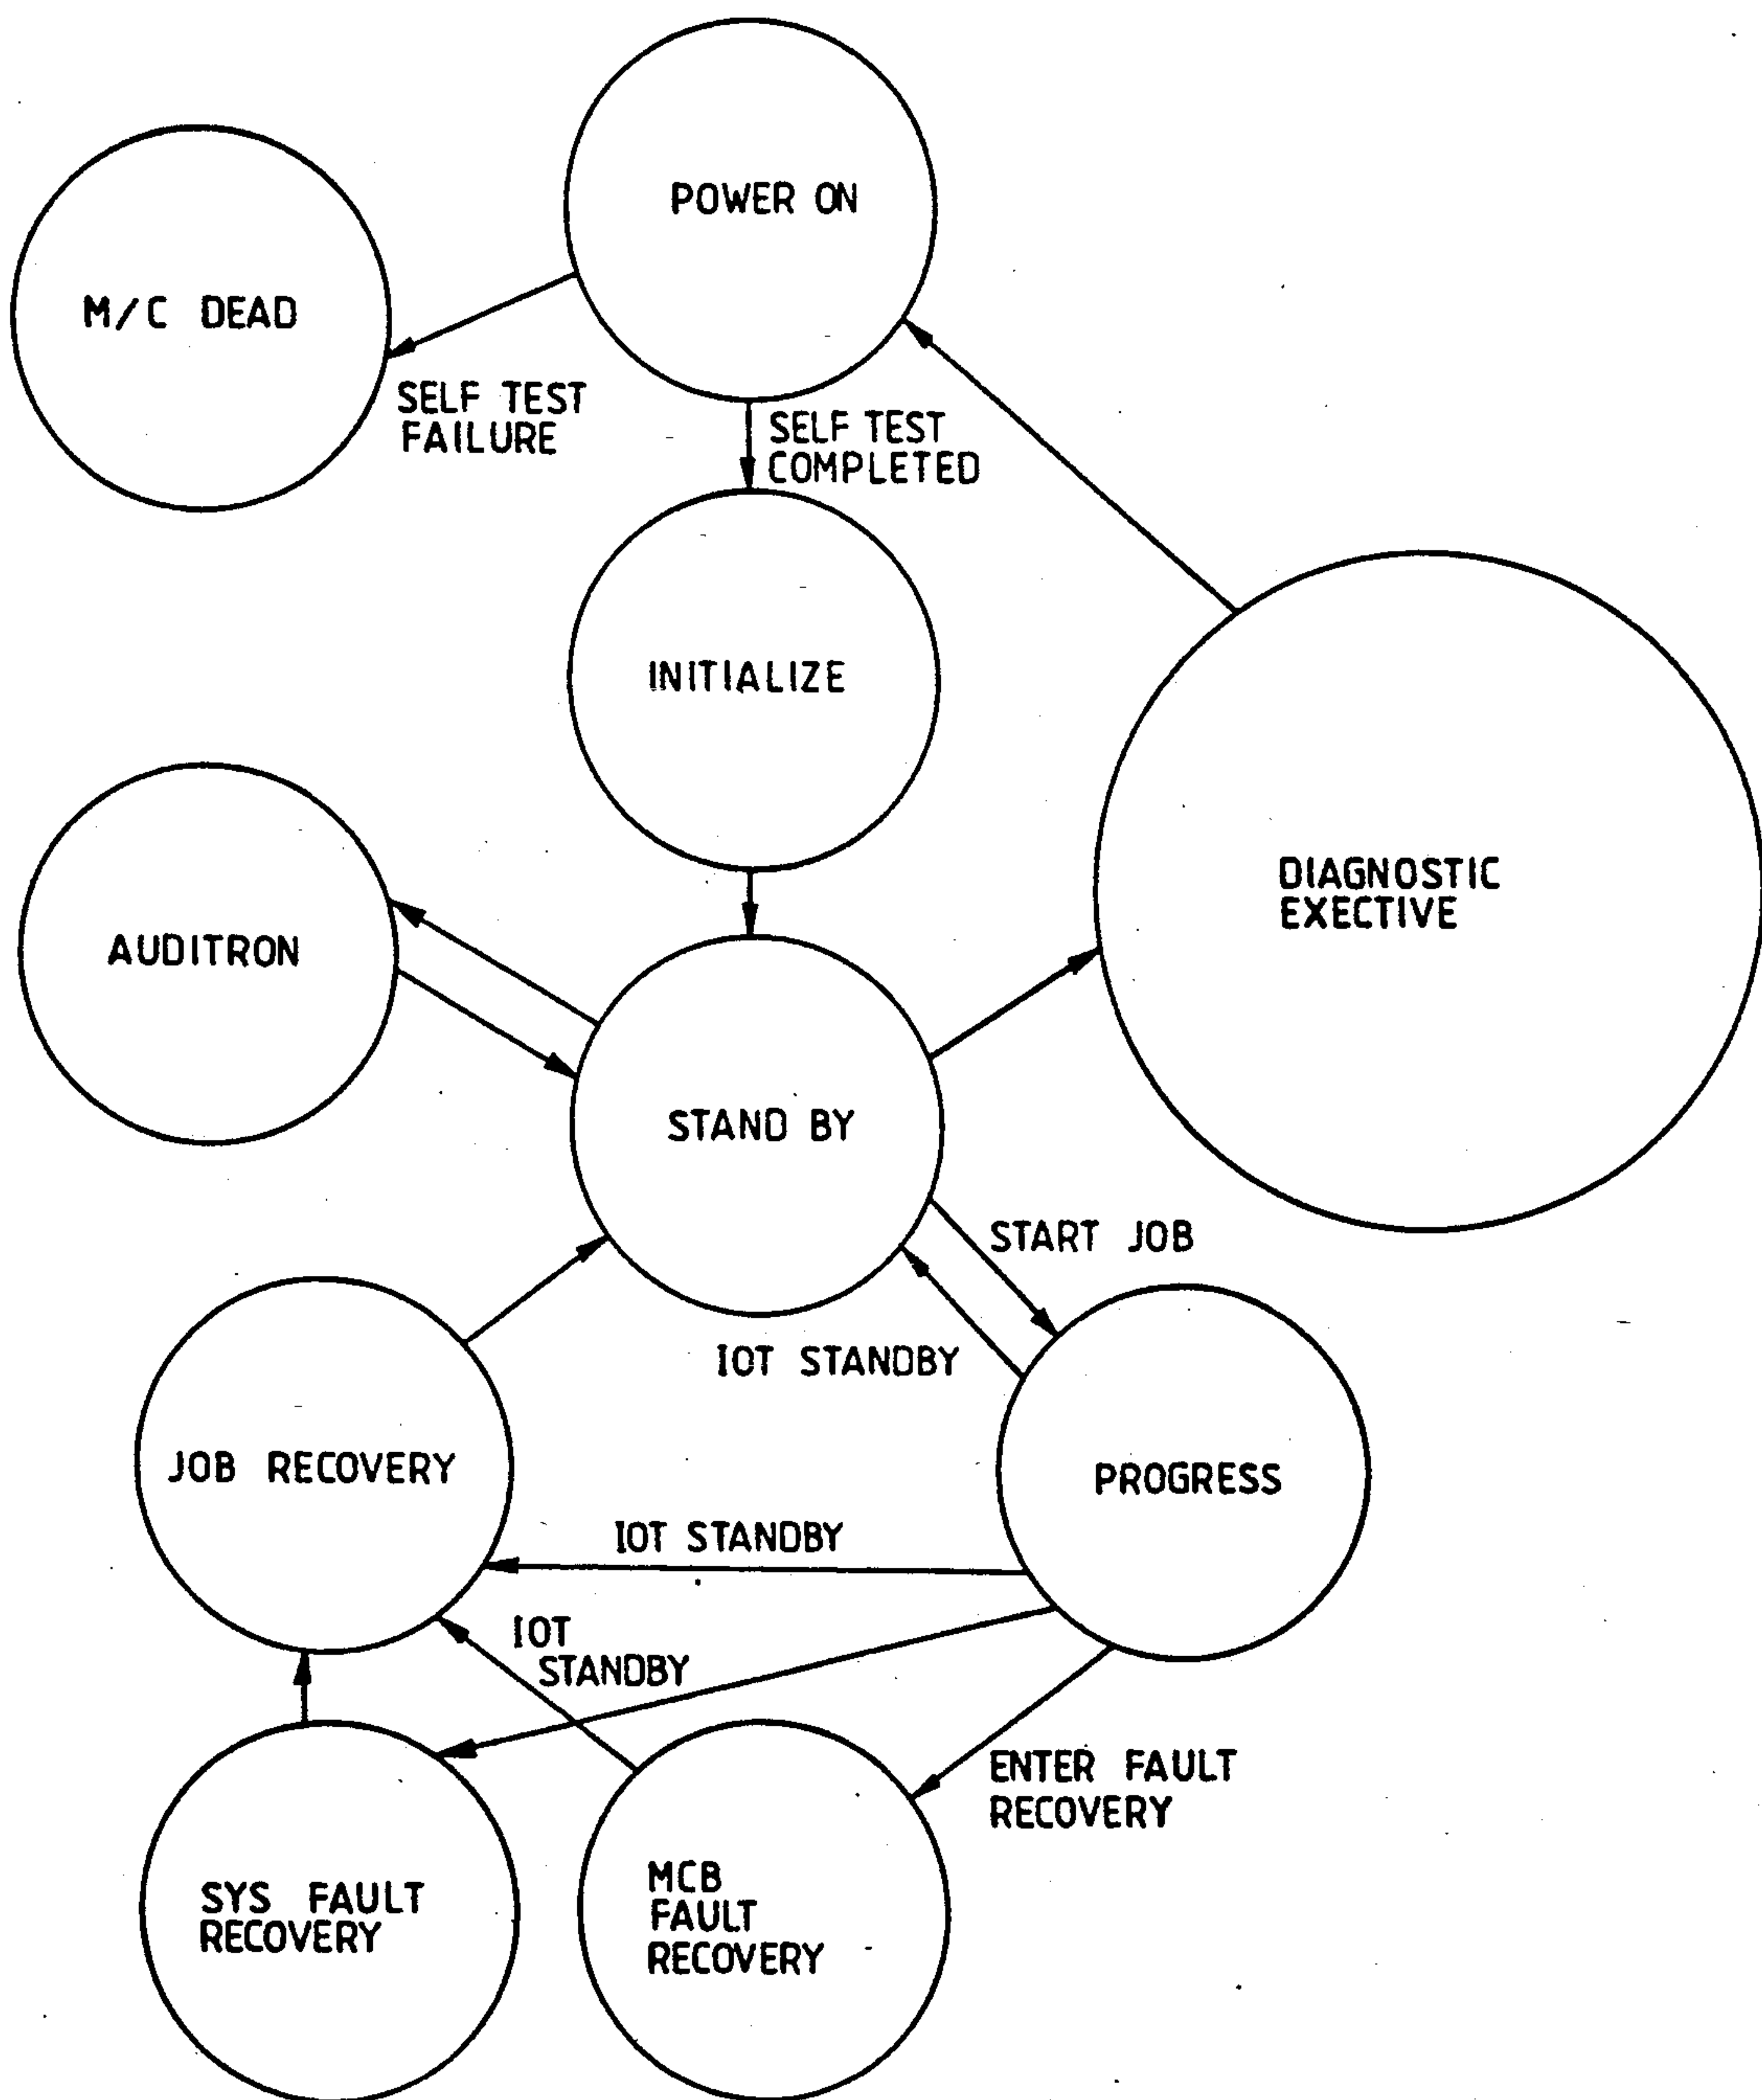 POWER ON
M/C DEAD
SELF TEST
FAILURE
SELF TEST
COMPLETED
INITIALIZE
DIAGNOSTIC
EXECTIVE
AUDITRON
STAND BY
START JOB
IOT STANDBY
JOB RECOVERY
PROGRESS
IOT STANDBY
IOT
STANDBY
ENTER FAULT
RECOVERY
SYS FAULT
RECOVERY
MCB
FAULT
RECOVERY